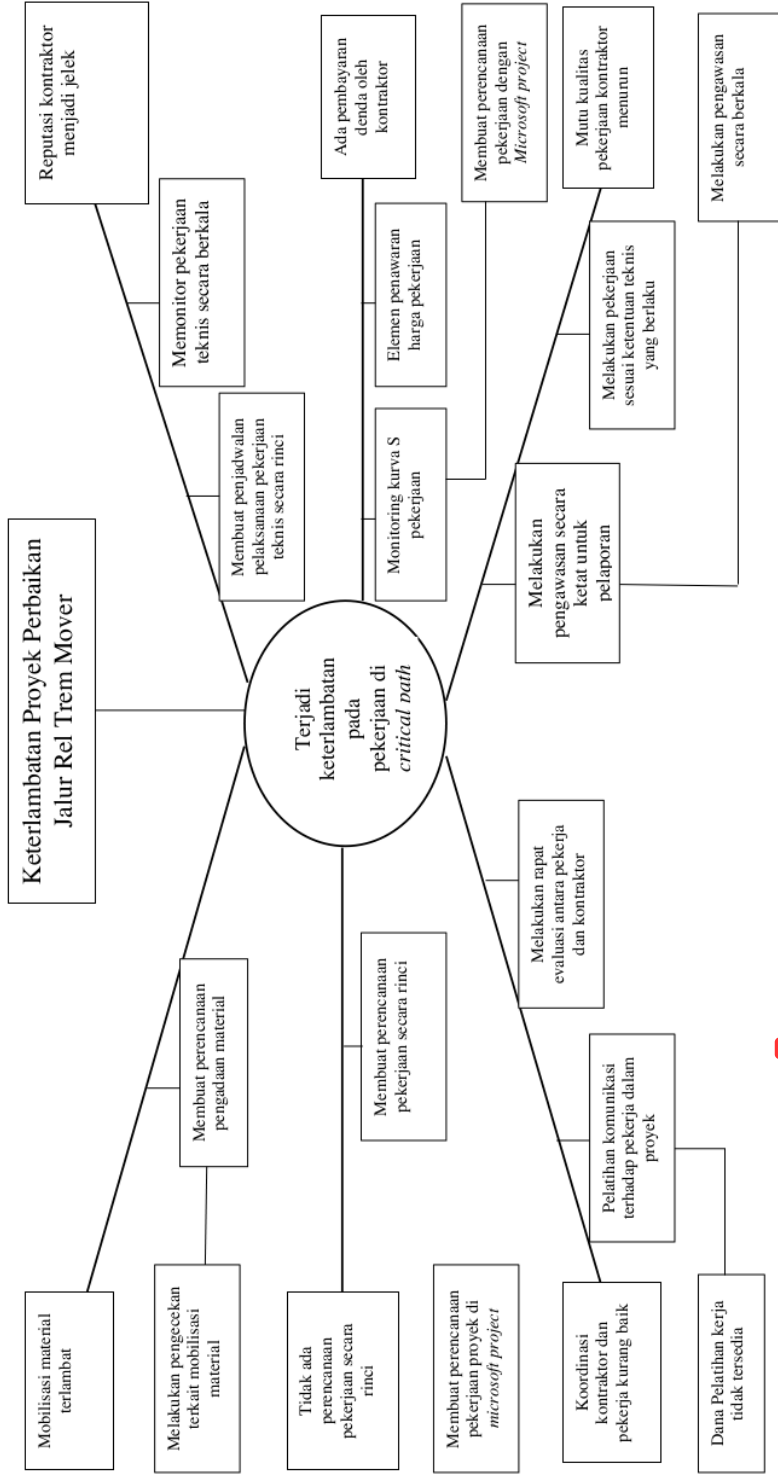 Keterlambatan Proyek Perbaikan
Jalur Rel Trem Mover
Terjadi
keterlambatan
pada
pekerjaan di
critical path
Mobilisasi material
terlambat
Membuat perencanaan
pengadaan material
Melakukan pengecekan
terkait mobilisasi
material
Tidak ada
perencanaan
pekerjaan secara
rinci
Membuat perencanaan
pekerjaan secara rinci
Membuat perencanaan
pekerjaan proyek di
microsoft project
Koordinasi
kontraktor dan
pekerja kurang baik
Pelatihan komunikasi
terhadap pekerja dalam
proyek
Melakukan rapat
evaluasi antara pekerja
dan kontraktor
Dana Pelatihan kerja
tidak tersedia
Reputasi kontraktor
menjadi jelek
Membuat penjadwalan
pelaksanaan pekerjaan
teknis secara rinci
Memonitor pekerjaan
teknis secara berkala
Ada pembayaran
denda oleh
kontraktor
Monitoring kurva S
pekerjaan
Elemen penawaran
harga pekerjaan
Membuat perencanaan
pekerjaan dengan
Microsoft project
Mutu kualitas
pekerjaan kontraktor
menurun
Melakukan
pengawasan secara
ketat untuk
pelaporan
Melakukan pekerjaan
sesuai ketentuan teknis
yang berlaku
Melakukan pengawasan
secara berkala